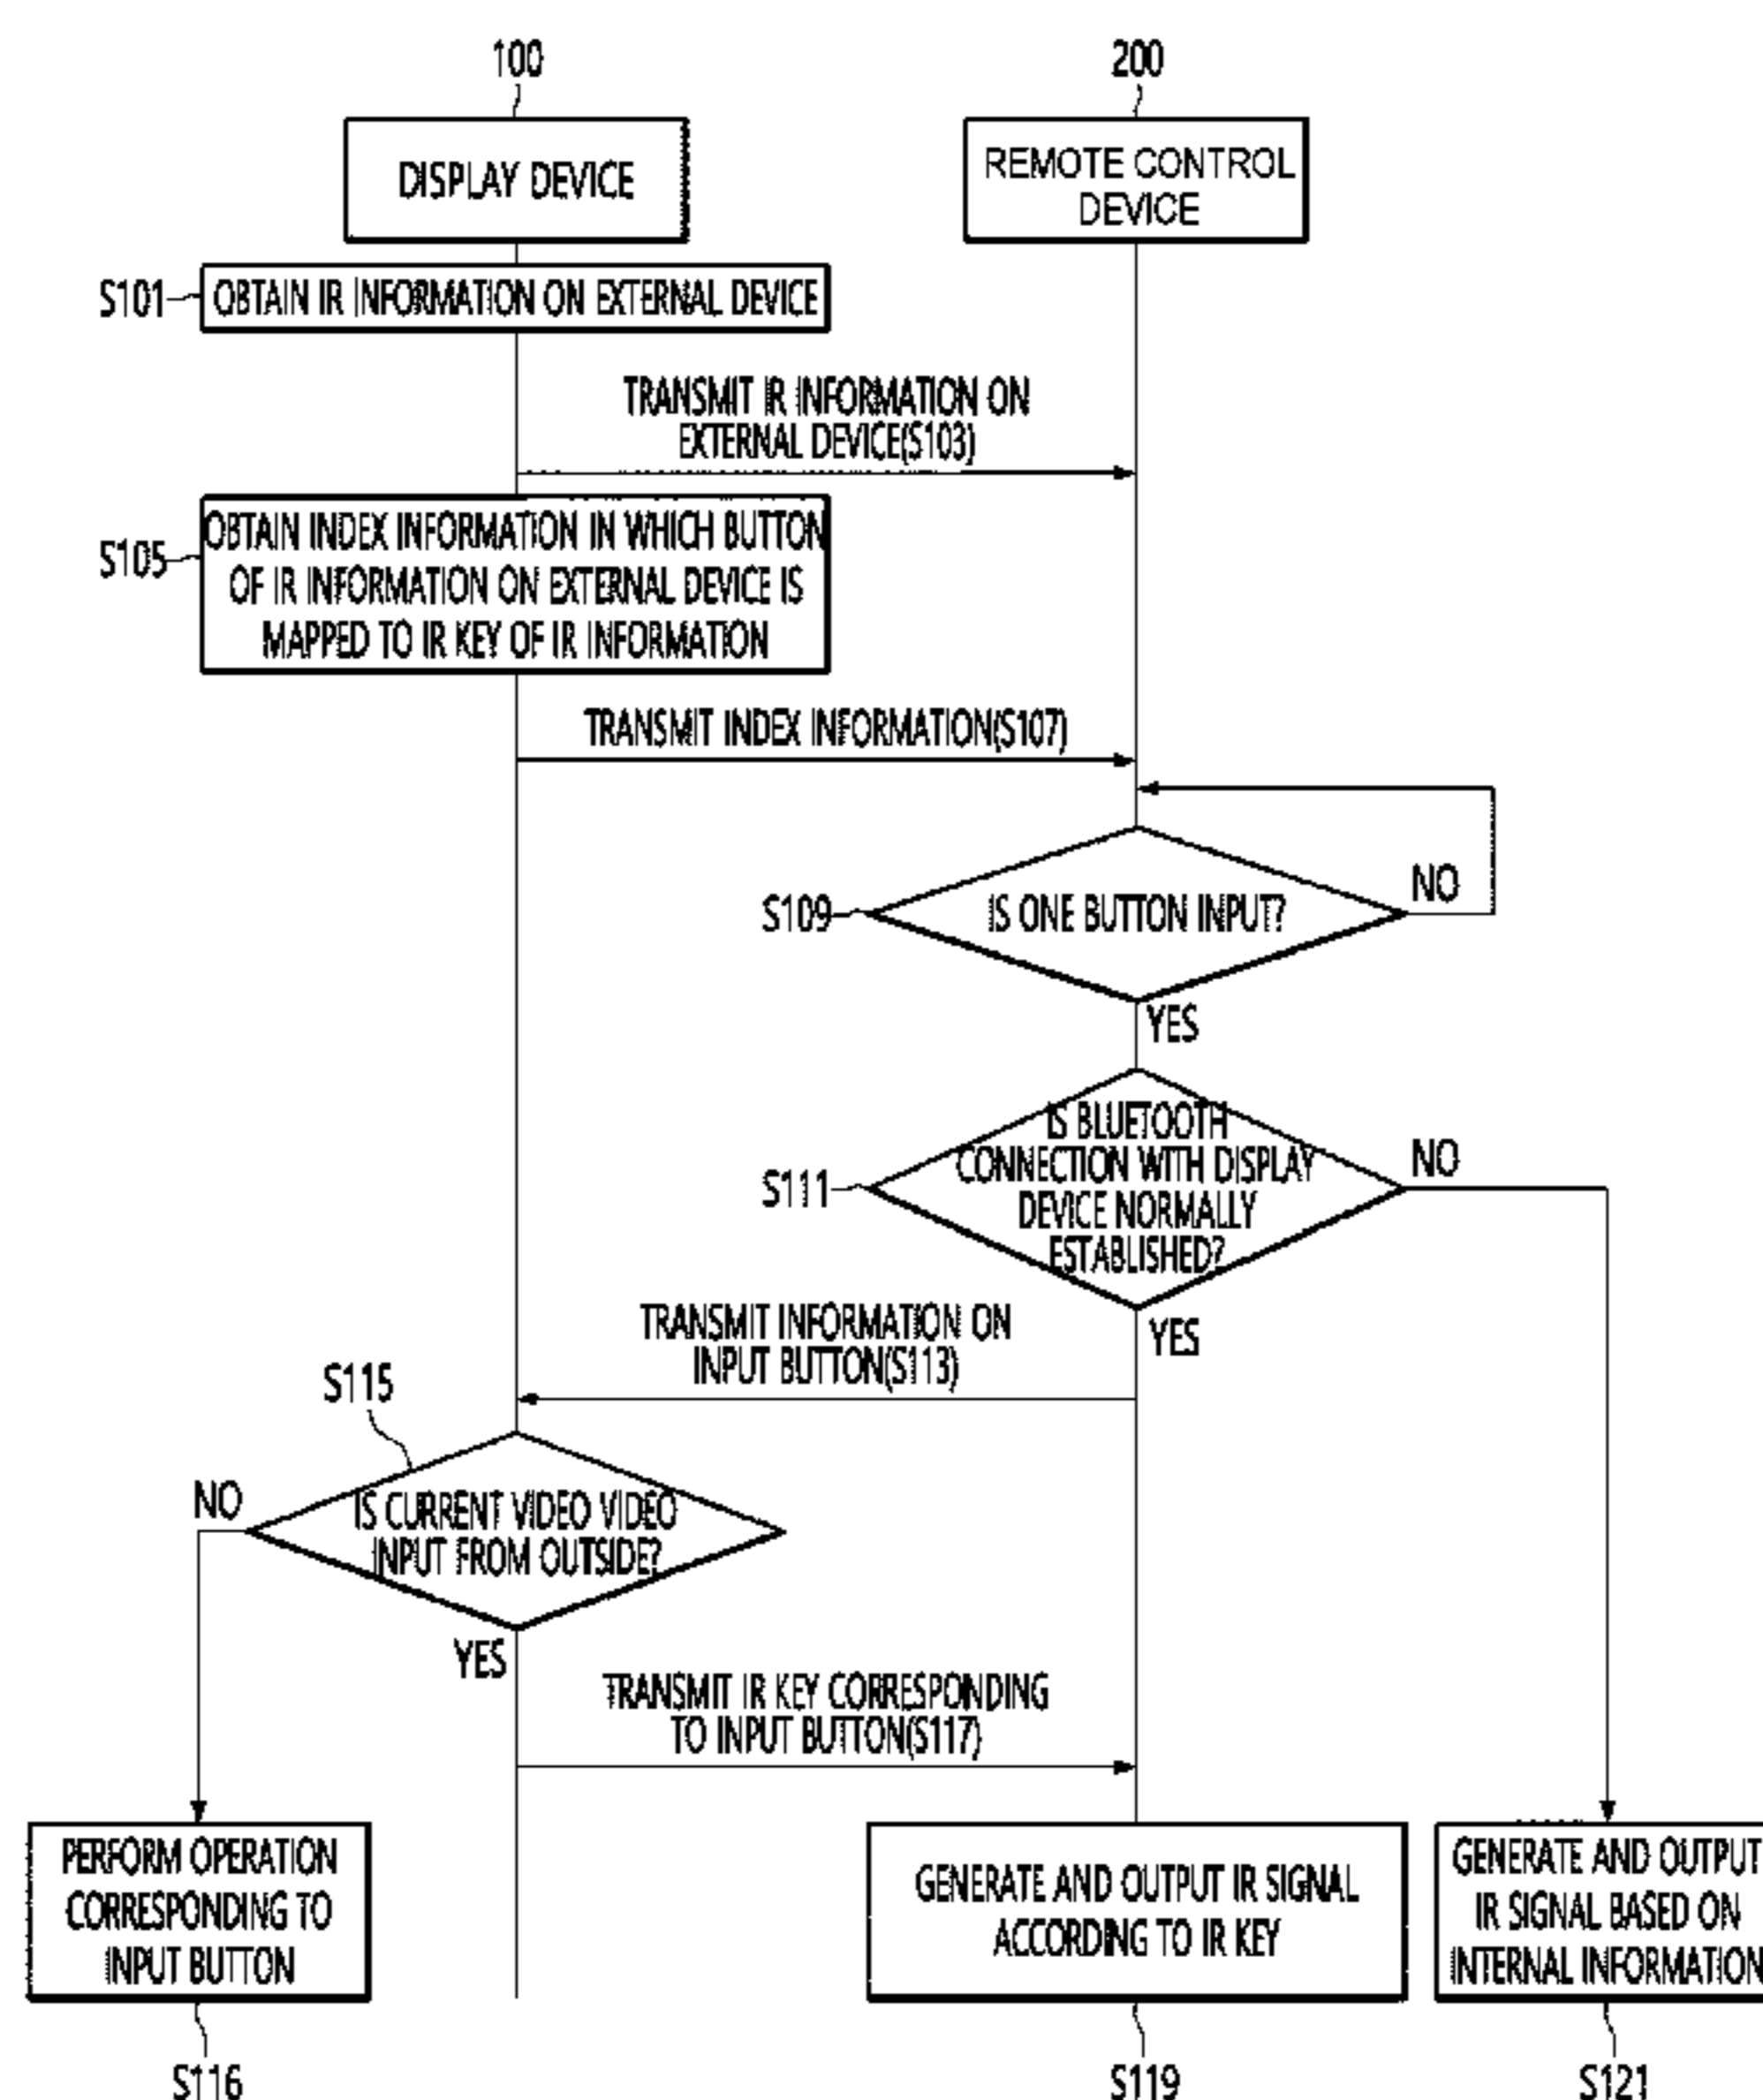 100
200
DISPLAY DEVICE
REMOTE CONTROL
DEVICE
S101
OBTAIN IR INFORMATION ON EXTERNAL DEVICE
TRANSMIT IR INFORMATION ON
EXTERNAL DEVICE(S103)
S105
OBTAIN INDEX INFORMATION IN WHICH BUTTON
OF IR INFORMATION ON EXTERNAL DEVICE IS
MAPPED TO IR KEY OF IR INFORMATION
TRANSMIT INDEX INFORMATION(S107)
S109
IS ONE BUTTON INPUT?
NO
YES
S111
IS BLUETOOTH
CONNECTION WITH DISPLAY
DEVICE NORMALLY
ESTABLISHED?
NO
YES
TRANSMIT INFORMATION ON
INPUT BUTTON(S113)
S115
NO
IS CURRENT VIDEO VIDEO
INPUT FROM OUTSIDE?
YES
TRANSMIT IR KEY CORRESPONDING
TO INPUT BUTTON(S117)
PERFORM OPERATION
CORRESPONDING TO
INPUT BUTTON
GENERATE AND OUTPUT IR SIGNAL
ACCORDING TO IR KEY
GENERATE AND OUTPUT
IR SIGNAL BASED ON
INTERNAL INFORMATION
S116
S119
S121